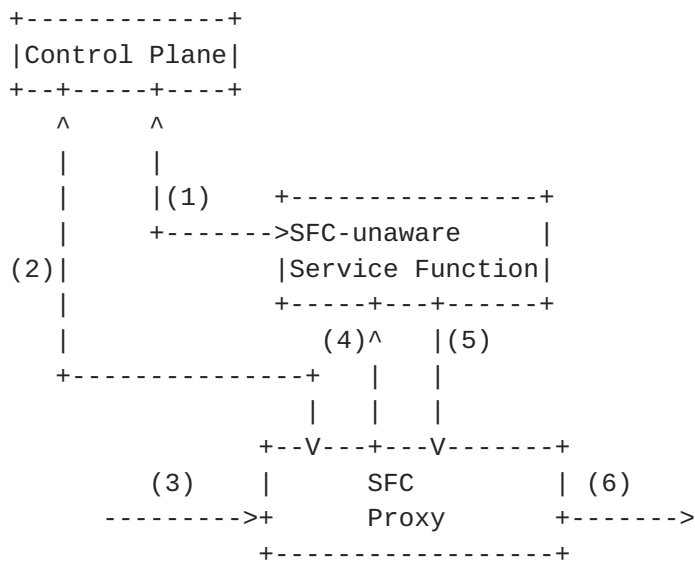 Control Plane
(1)
SFC-unaware
(2)
Service Function
(4)
(5)
(3)
SFC
(6)
Proxy